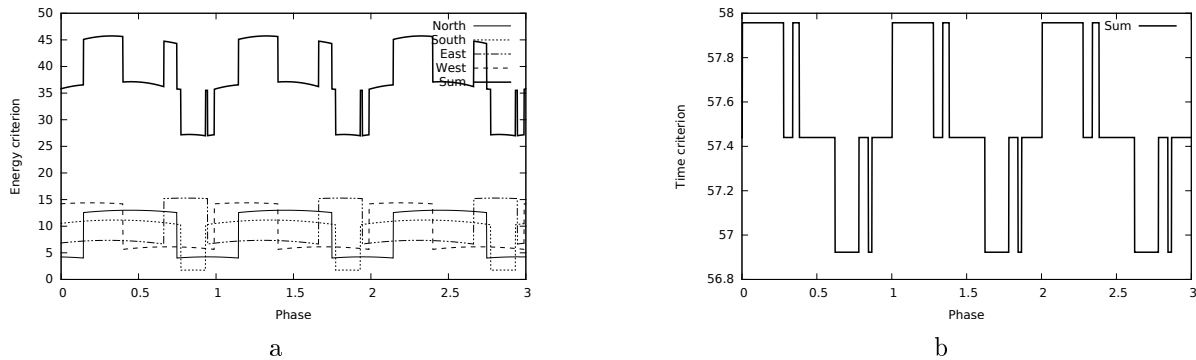 50
45
40
35
30
25
20
15
10
5
0
Energy criterion
North
South
East
West
Sum
0 0.5 1 1.5 2 2.5 3
Phase
a
58
57.8
57.6
57.4
57.2
57
56.8
Time criterion
Sum
0 0.5 1 1.5 2 2.5 3
Phase
b